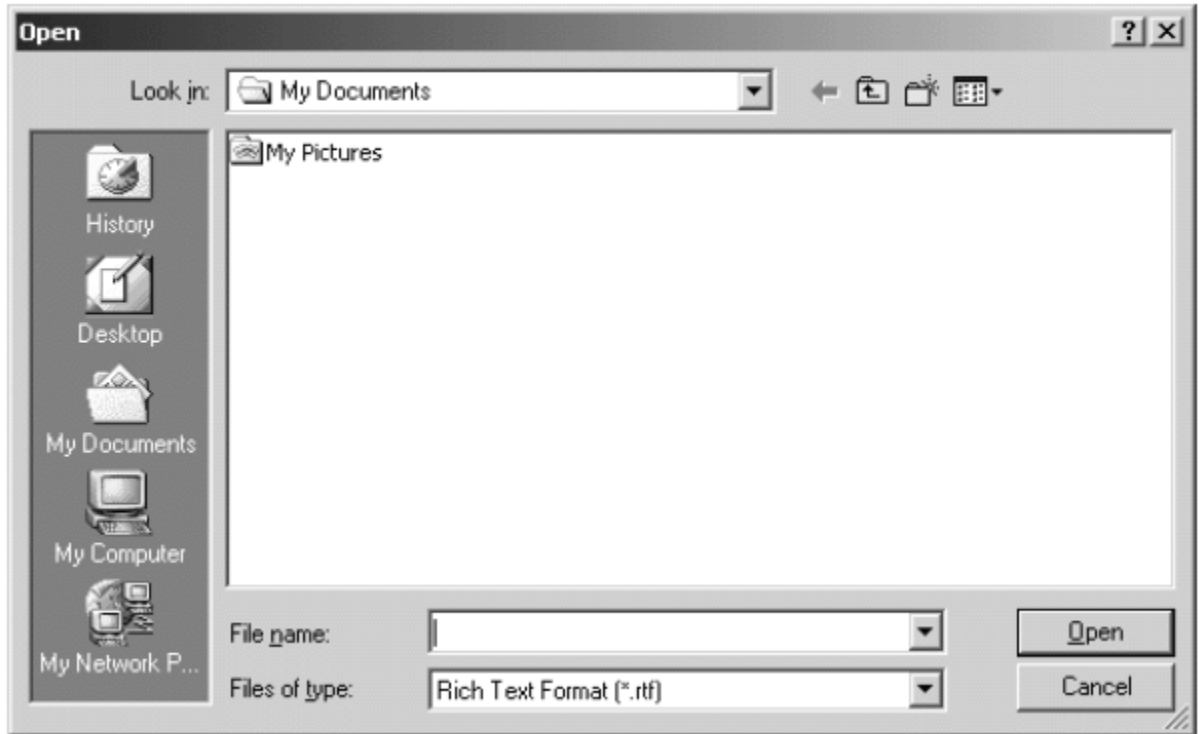 Open
Look in: My Documents
My Pictures
History
Desktop
My Documents
My Computer
My Network P...
File name:
Open
Files of type: Rich Text Format (*.rtf)
Cancel